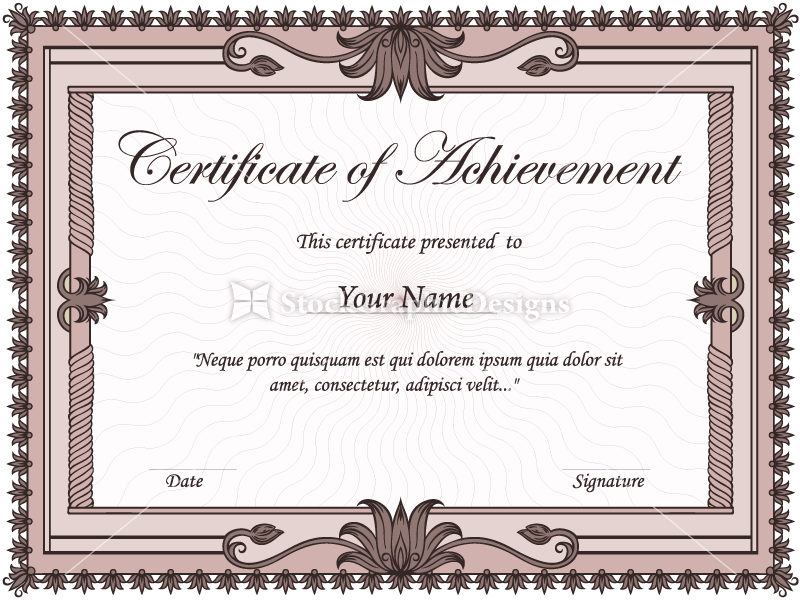 Certificate of Achievement
This certificate presented to
Your Name
"Neque porro quisquam est qui dolorem ipsum quia dolor sit
amet, consectetur, adipisci velit..."
Date
Signature